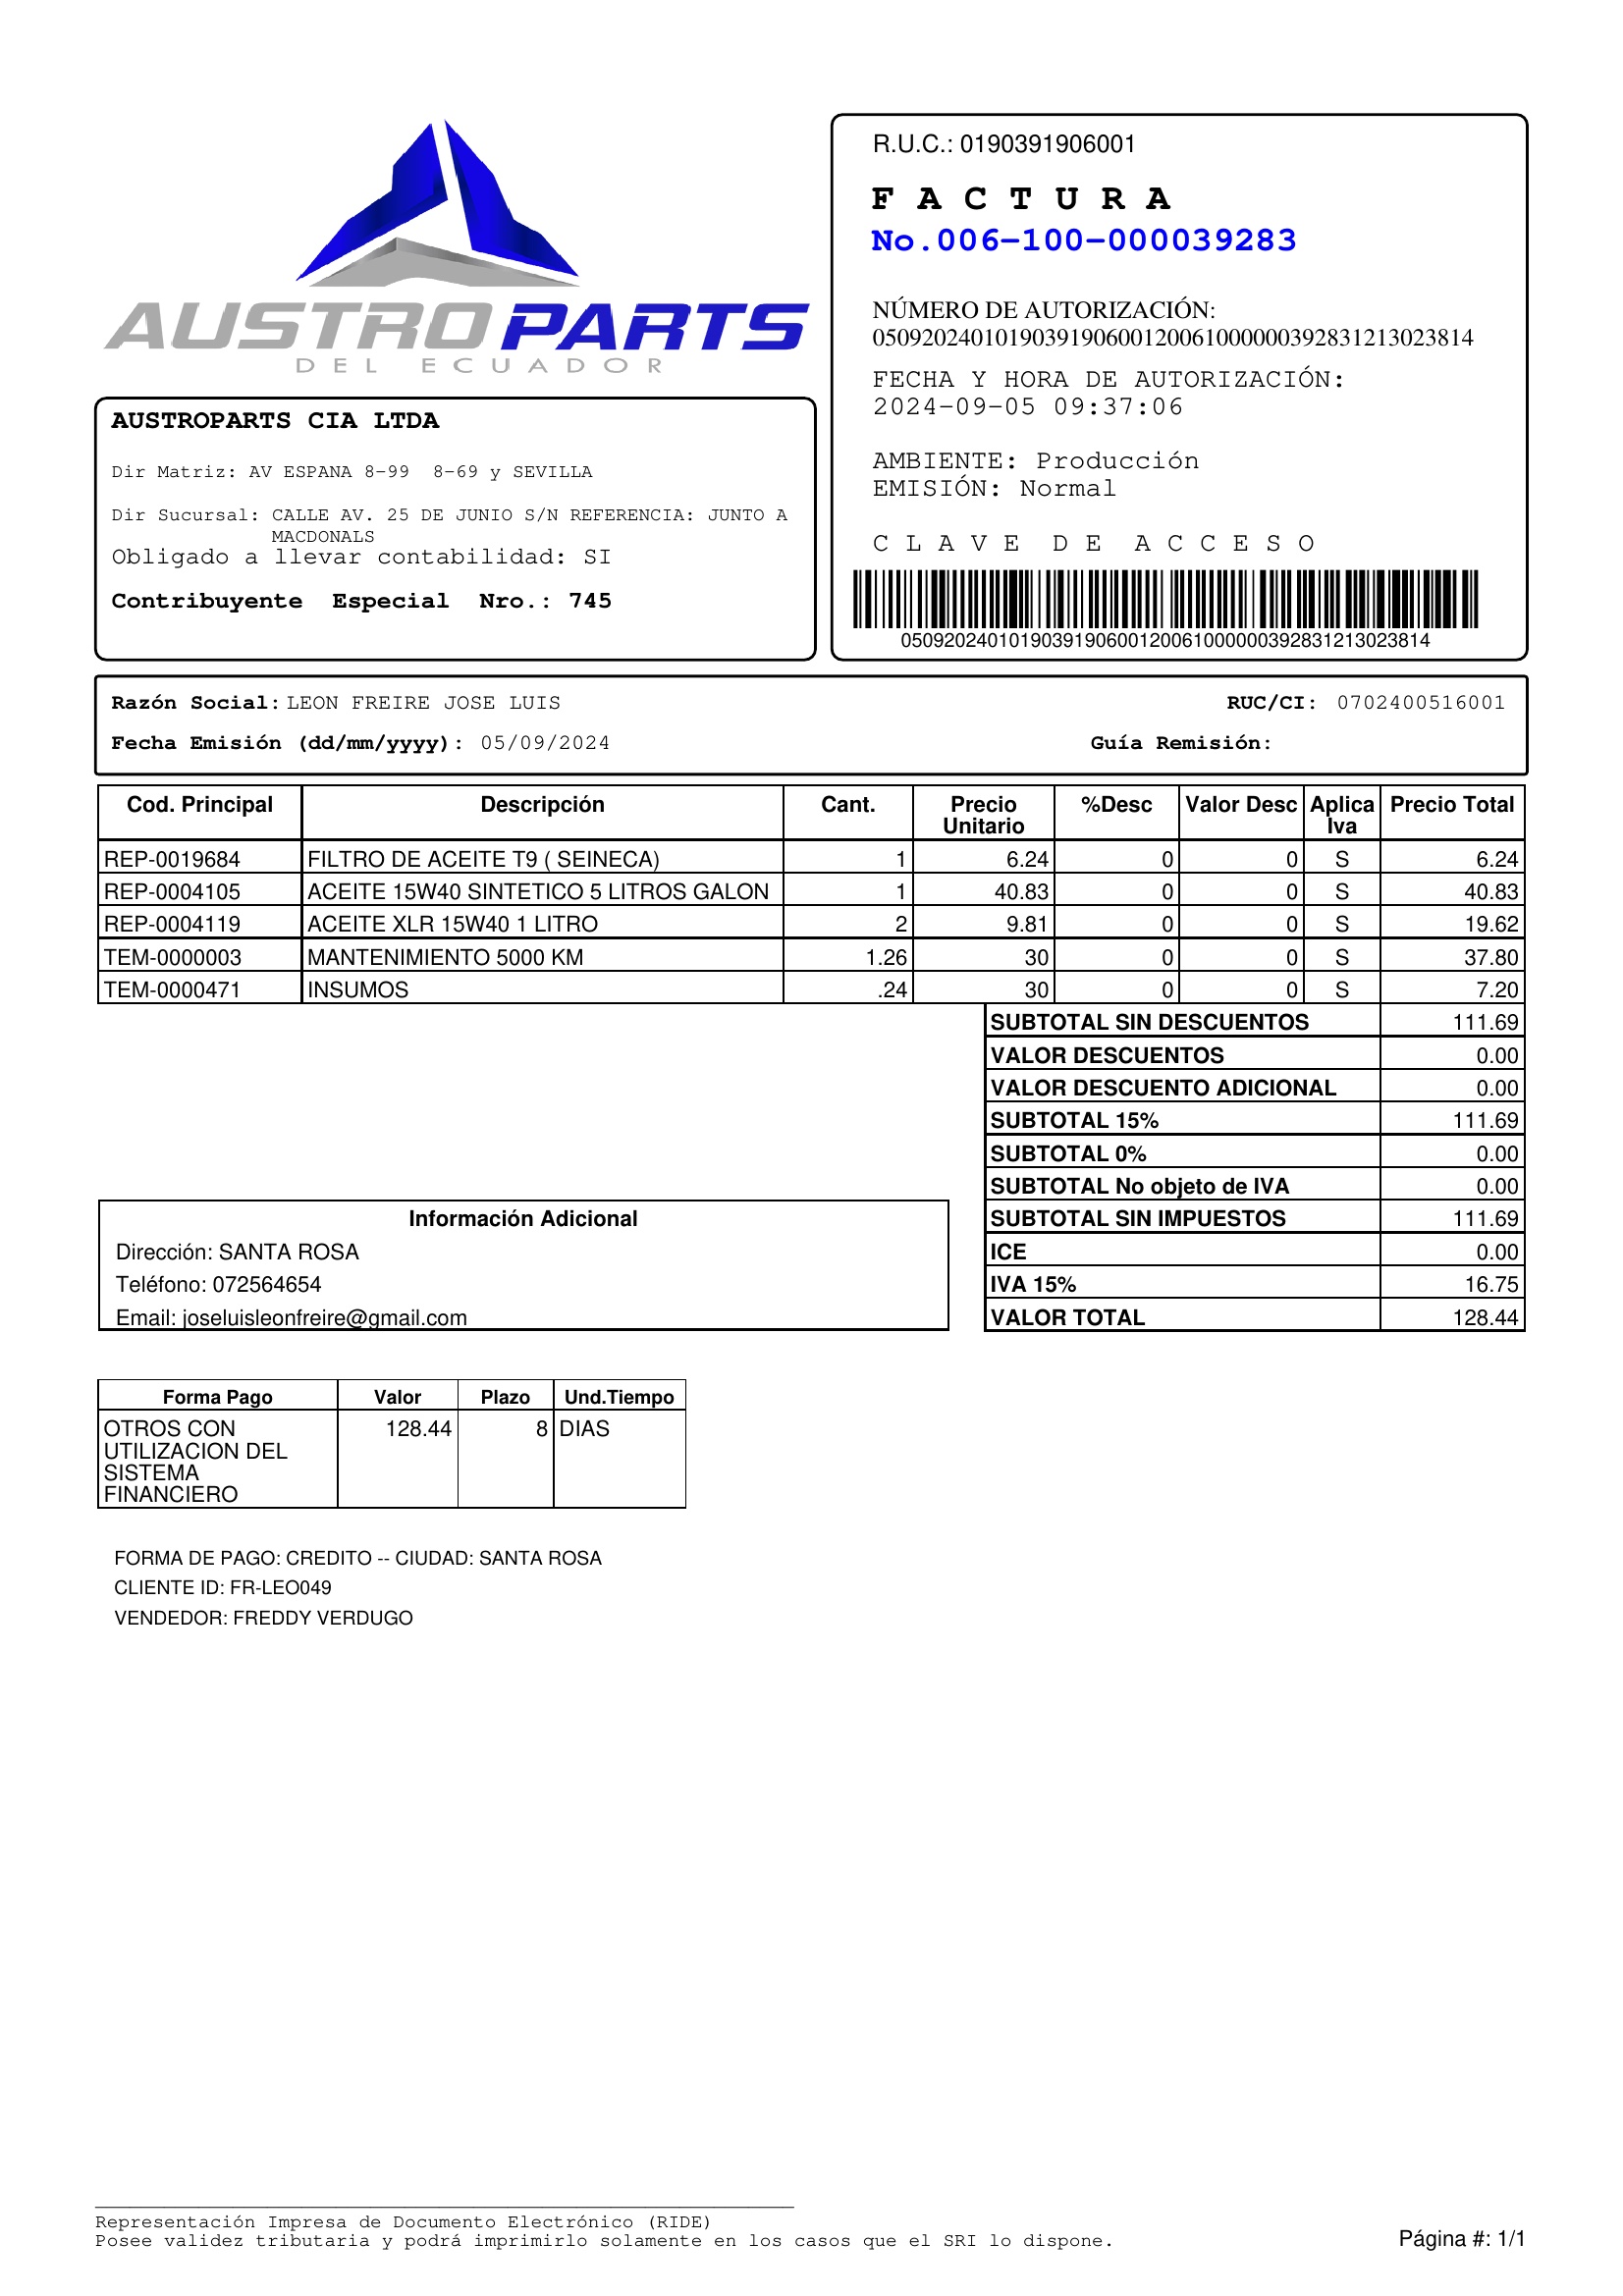 AUSTROPARTS
DEL ECUADOR
AUSTROPARTS CIA LTDA
Dir Matriz: AV ESPANA 8-99  8-69 y SEVILLA
Dir Sucursal: CALLE AV. 25 DE JUNIO S/N REFERENCIA: JUNTO A
MACDONALS
Obligado a llevar contabilidad: SI
Contribuyente Especial Nro.: 745
R.U.C.: 0190391906001
F A C T U R A
No.006-100-000039283
NÚMERO DE AUTORIZACIÓN:
0509202401019039190600120061000000392831213023814
FECHA Y HORA DE AUTORIZACIÓN:
2024-09-05 09:37:06
AMBIENTE: Producción
EMISIÓN: Normal
C L A V E  D E  A C C E S O
0509202401019039190600120061000000392831213023814
Razón Social: LEON FREIRE JOSE LUIS RUC/CI: 0702400516001
Fecha Emisión (dd/mm/yyyy): 05/09/2024 Guía Remisión:
Cod. Principal Descripción Cant. Precio Unitario %Desc Valor Desc Aplica Iva Precio Total
REP-0019684 FILTRO DE ACEITE T9 ( SEINECA) 1 6.24 0 0 S 6.24
REP-0004105 ACEITE 15W40 SINTETICO 5 LITROS GALON 1 40.83 0 0 S 40.83
REP-0004119 ACEITE XLR 15W40 1 LITRO 2 9.81 0 0 S 19.62
TEM-0000003 MANTENIMIENTO 5000 KM 1.26 30 0 0 S 37.80
TEM-0000471 INSUMOS .24 30 0 0 S 7.20
SUBTOTAL SIN DESCUENTOS 111.69
VALOR DESCUENTOS 0.00
VALOR DESCUENTO ADICIONAL 0.00
SUBTOTAL 15% 111.69
SUBTOTAL 0% 0.00
SUBTOTAL No objeto de IVA 0.00
SUBTOTAL SIN IMPUESTOS 111.69
ICE 0.00
IVA 15% 16.75
VALOR TOTAL 128.44
Información Adicional
Dirección: SANTA ROSA
Teléfono: 072564654
Email: joseluisleonfreire@gmail.com
Forma Pago Valor Plazo Und.Tiempo
OTROS CON 128.44 8 DIAS
UTILIZACION DEL
SISTEMA
FINANCIERO
FORMA DE PAGO: CREDITO -- CIUDAD: SANTA ROSA
CLIENTE ID: FR-LEO049
VENDEDOR: FREDDY VERDUGO
Representación Impresa de Documento Electrónico (RIDE)
Posee validez tributaria y podrá imprimirlo solamente en los casos que el SRI lo dispone.
Página #: 1/1